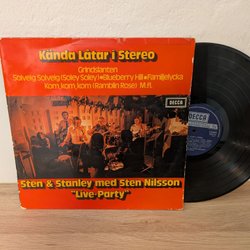 Kända Låtar i Stereo
Grindslanten
Solveig, Solveig (Soley Soley) • Blueberry Hill • Familjelycka
Kom, kom, kom (Ramblin Rose) M.fl.
DECCA
Sten & Stanley med Sten Nilsson
"Live-Party"
DECCA